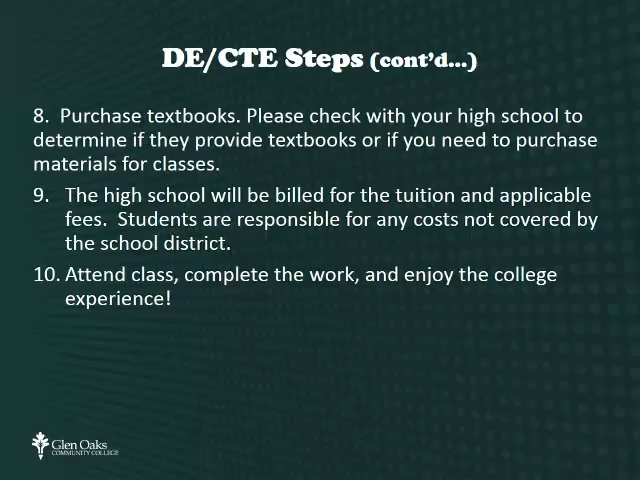 DE/CTE Steps (cont’d…)
8. Purchase textbooks. Please check with your high school to
determine if they provide textbooks or if you need to purchase
materials for classes.
9. The high school will be billed for the tuition and applicable
fees. Students are responsible for any costs not covered by
the school district.
10. Attend class, complete the work, and enjoy the college
experience!
Glen Oaks
COMMUNITY COLLEGE